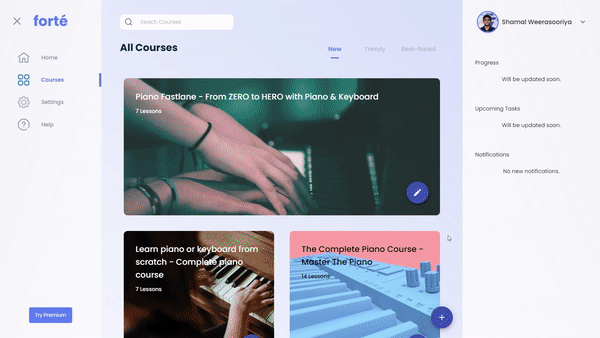 forté
Home
Courses
Settings
Help
Try Premium
Seach Courses
All Courses
New
Trendy
Best-Rated
Piano Fastlane - From ZERO to HERO with Piano & Keyboard
7 Lessons
Learn piano or keyboard from
scratch - Complete piano
course
7 Lessons
The Complete Piano Course -
Master The Piano
14 Lessons
Shamal Weerasooriya
Progress
Will be updated soon.
Upcoming Tasks
Will be updated soon.
Notifications
No new notifications.